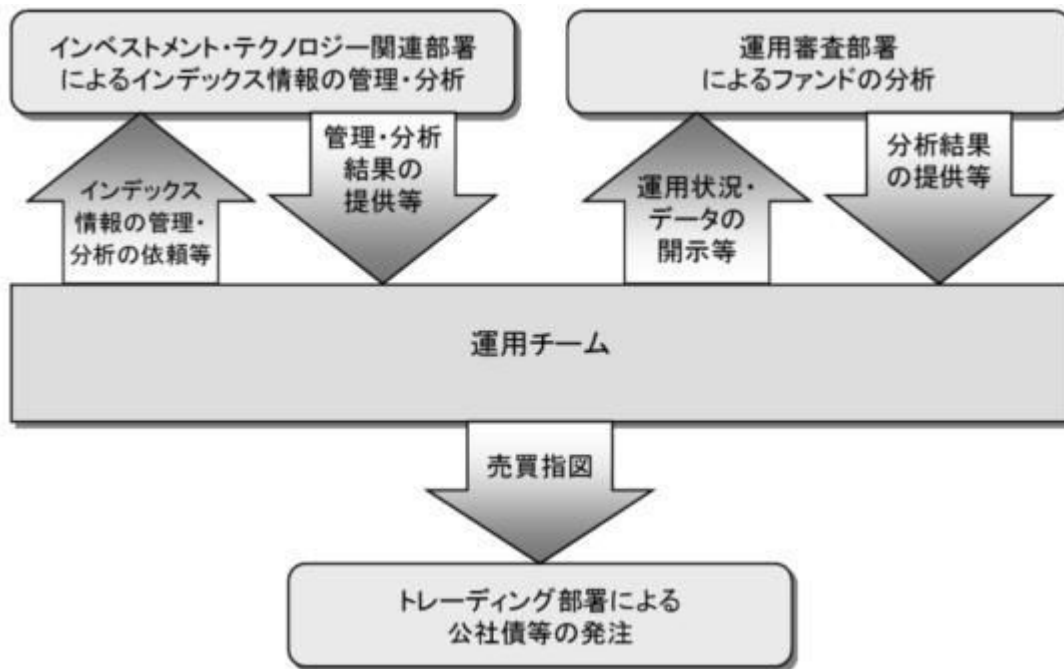 インベストメント・テクノロジー関連部署
によるインデックス情報の管理・分析
運用審査部署
によるファンドの分析
インデックス
情報の管理・
分析の依頼等
管理・分析
結果の
提供等
運用状況・
データの
開示等
分析結果
の提供等
運用チーム
売買指図
トレーディング部署による
公社債等の発注